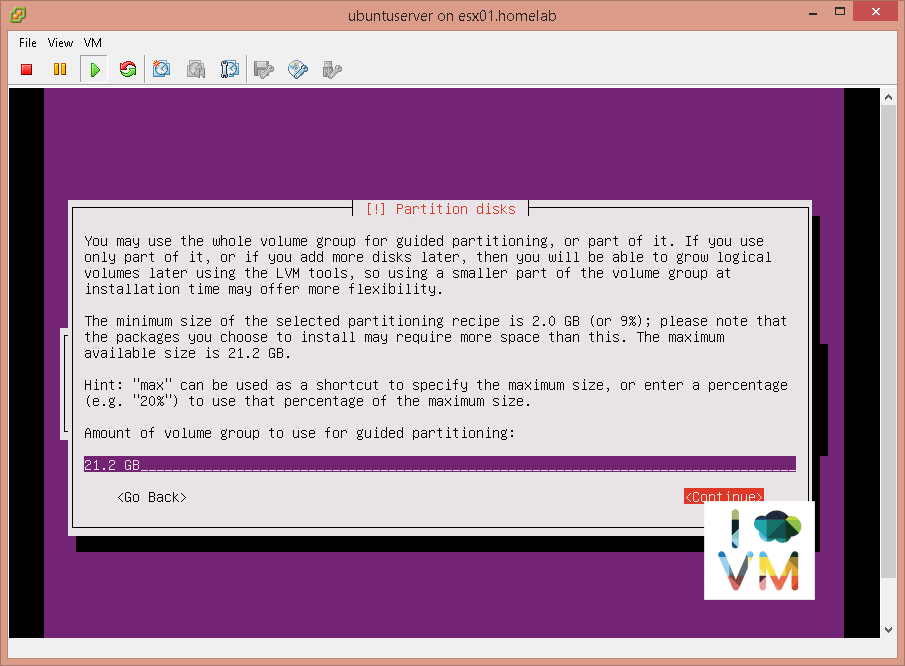 ubuntuserver on esx01.homelab
File View VM
[!] Partition disks
You may use the whole volume group for guided partitioning, or part of it. If you use
only part of it, or if you add more disks later, then you will be able to grow logical
volumes later using the LVM tools, so using a smaller part of the volume group at
installation time may offer more flexibility.
The minimum size of the selected partitioning recipe is 2.0 GB (or 9%); please note that
the packages you choose to install may require more space than this. The maximum
available size is 21.2 GB.
Hint: "max" can be used as a shortcut to specify the maximum size, or enter a percentage
(e.g. "20%") to use that percentage of the maximum size.
Amount of volume group to use for guided partitioning:
21.2 GB
<Go Back> <Continue>
I
VM